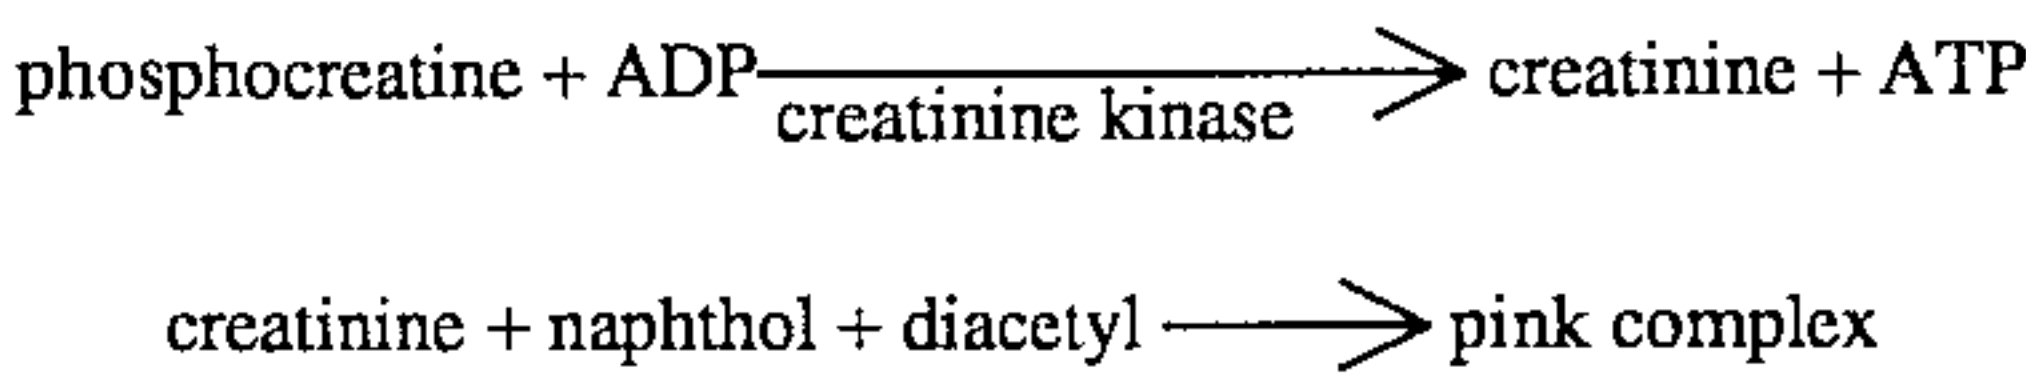 phosphocreatine + ADP ⟶ creatinine + ATP
creatinine kinase
creatinine + naphthol + diacetyl ⟶ pink complex